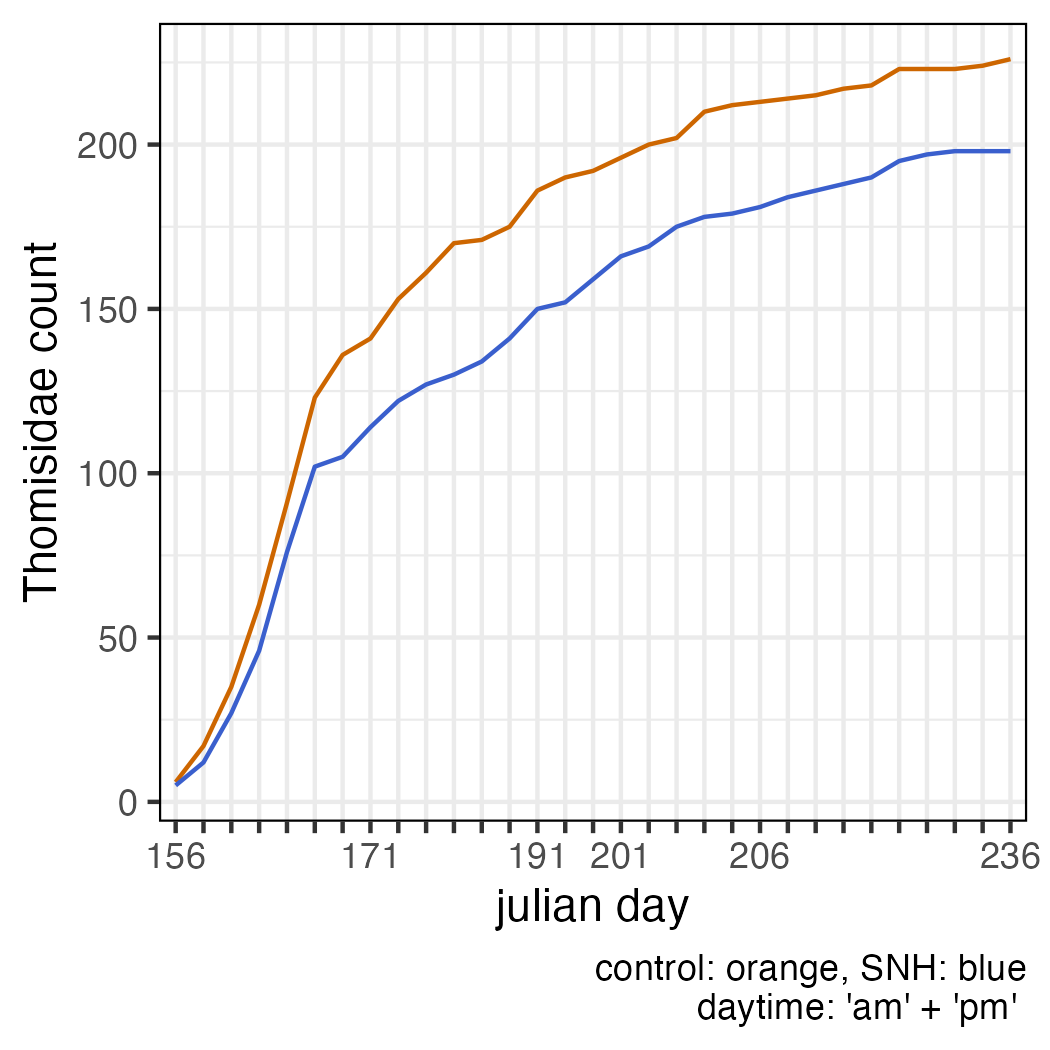 200
150
100
50
0
Thomisidae count
156 171 191 201 206 236
julian day
control: orange, SNH: blue
daytime: 'am' + 'pm'